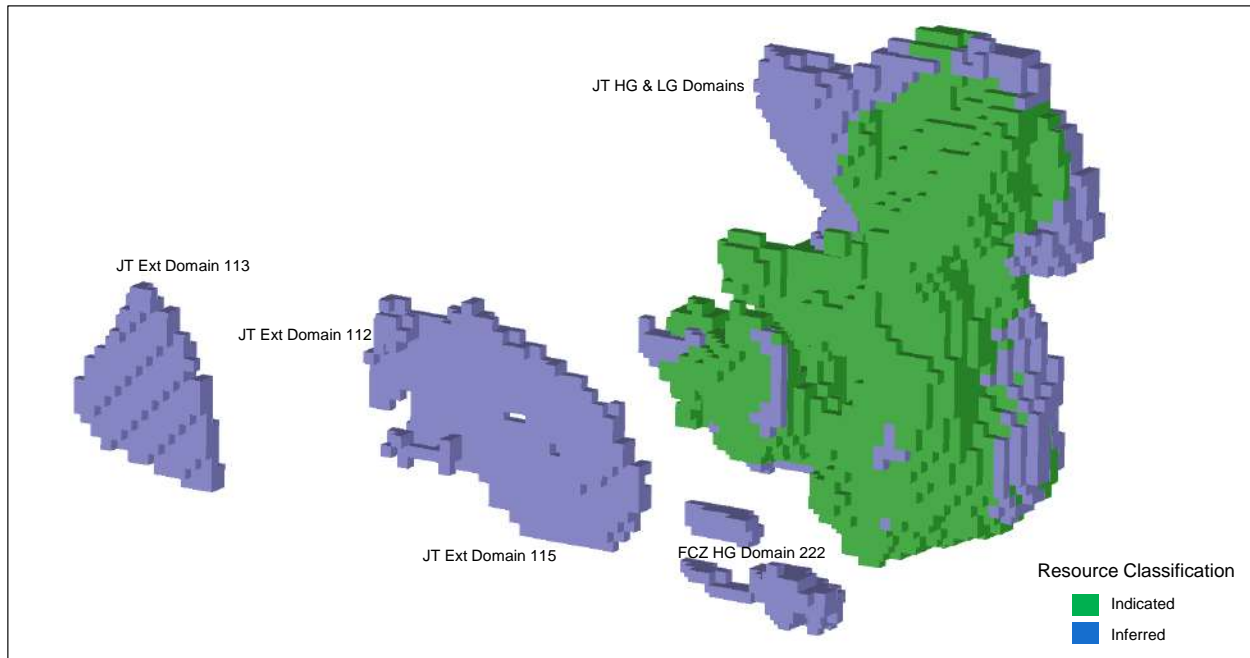 JT HG & LG Domains
JT Ext Domain 113
JT Ext Domain 112
JT Ext Domain 115
FCZ HG Domain 222
Resource Classification
Indicated
Inferred